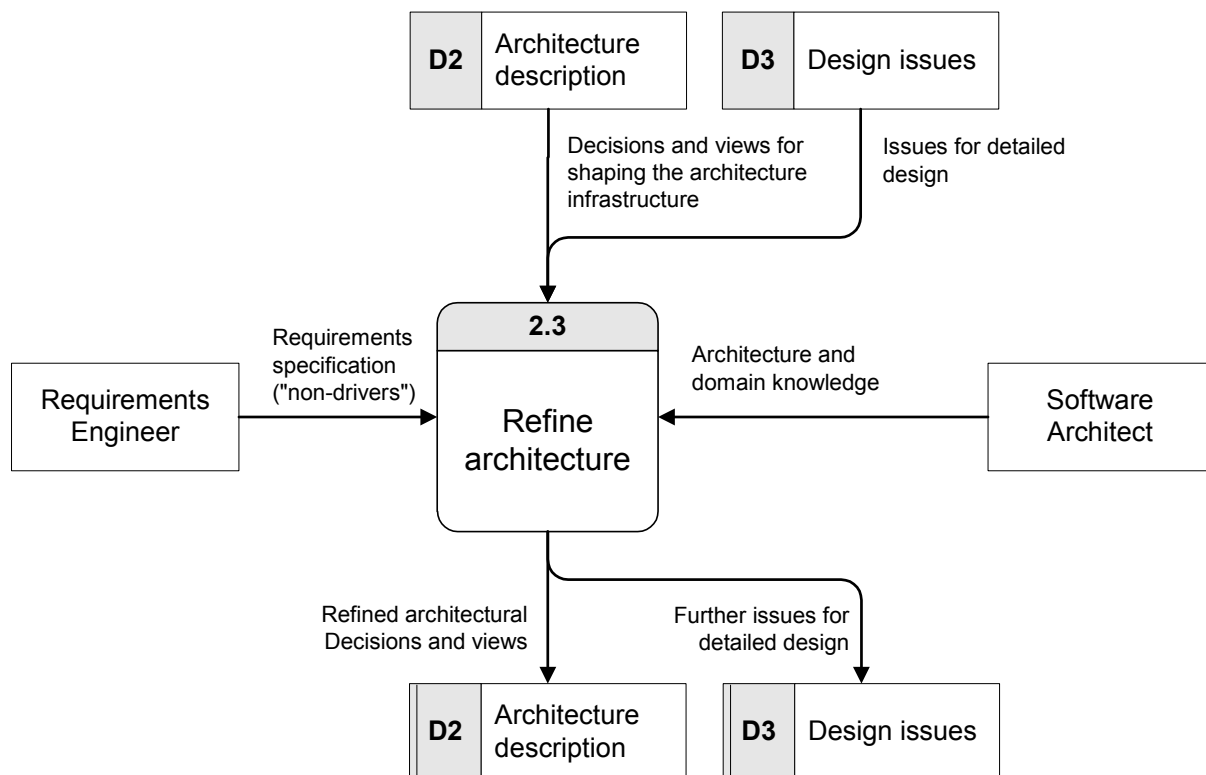 D2
Architecture
description
D3
Design issues
Decisions and views for
shaping the architecture
infrastructure
Issues for detailed
design
2.3
Refine
architecture
Requirements
specification
("non-drivers")
Requirements
Engineer
Architecture and
domain knowledge
Software
Architect
Refined architectural
Decisions and views
Further issues for
detailed design
D2
Architecture
description
D3
Design issues